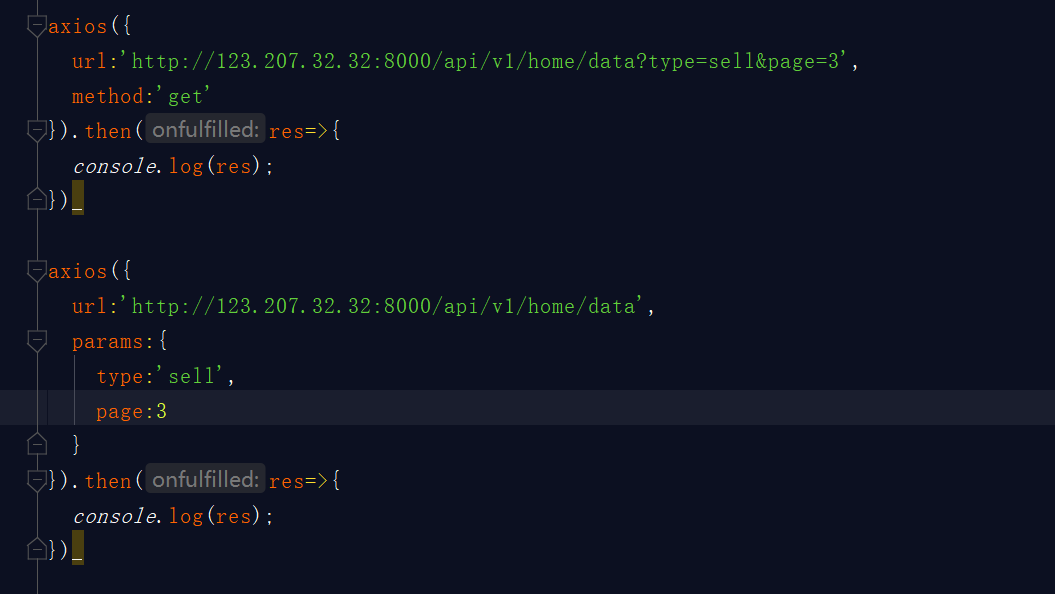 axios({
url:'http://123.207.32.32:8000/api/v1/home/data?type=sell&page=3',
method:'get'
}).then( onfulfilled: res=>{
console.log(res);
})_
axios({
url:'http://123.207.32.32:8000/api/v1/home/data',
params:{
type:'sell',
page:3
}
}).then( onfulfilled: res=>{
console.log(res);
})_